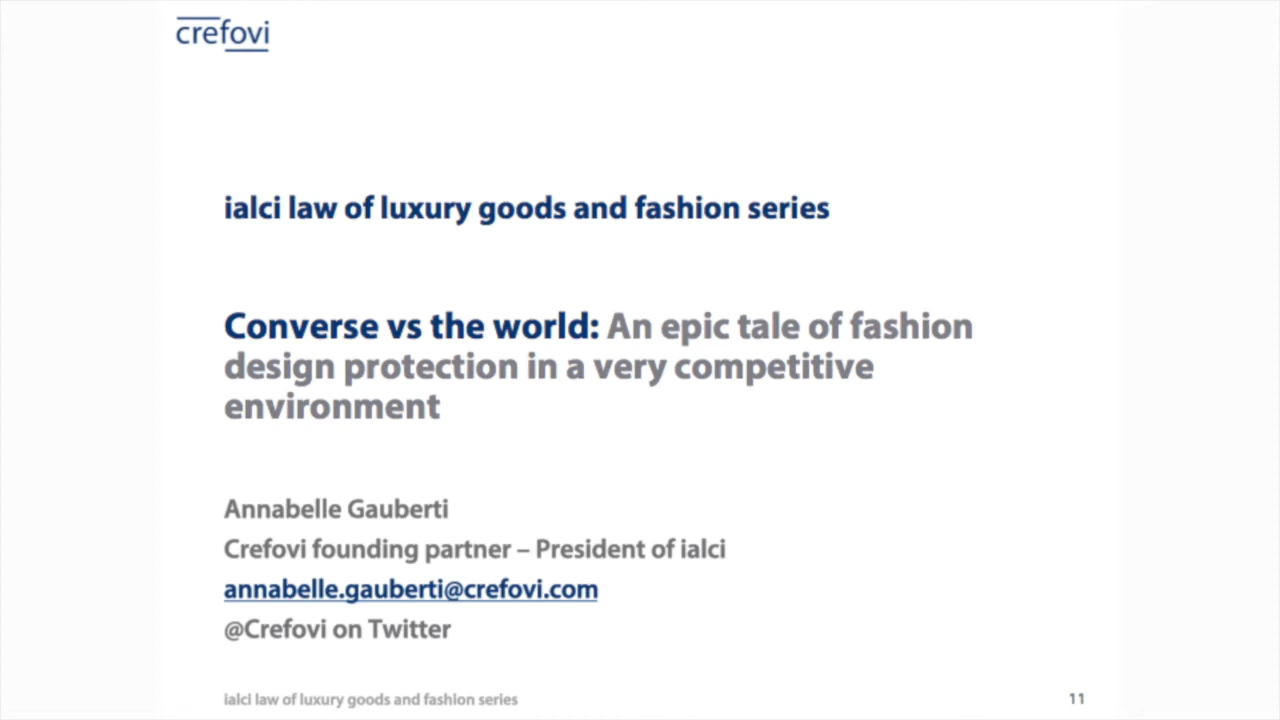 crefovi
ialci law of luxury goods and fashion series
Converse vs the world: An epic tale of fashion
design protection in a very competitive
environment
Annabelle Gauberti
Crefovi founding partner – President of ialci
annabelle.gauberti@crefovi.com
@Crefovi on Twitter
ialci law of luxury goods and fashion series
11